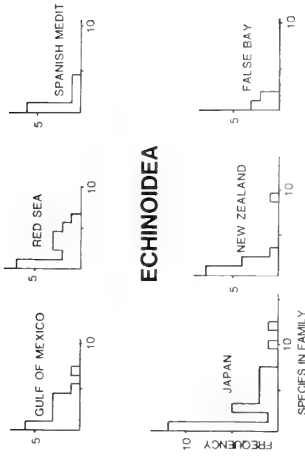 GULF OF MEXICO
5
10
RED SEA
5
10
SPANISH MEDIT
5
10
ECHINOIDEA
JAPAN
10
5
10
FREQUENCY
SPECIES IN FAMILY
NEW ZEALAND
5
10
FALSE BAY
5
10